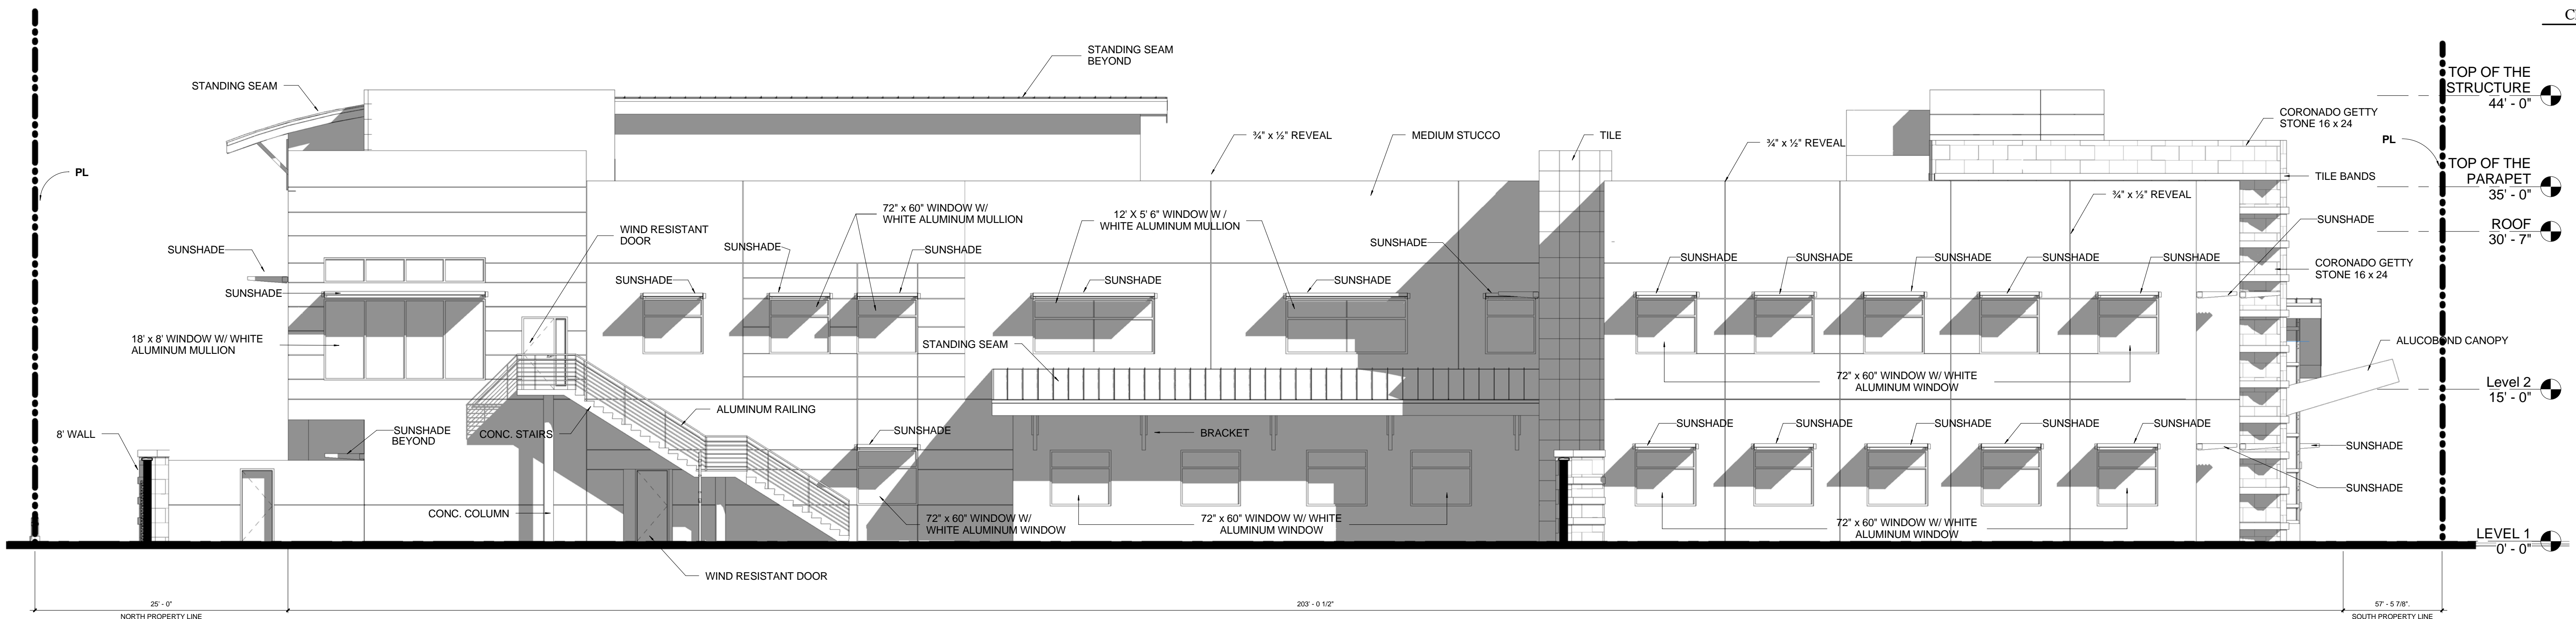 C
STANDING SEAM
BEYOND
STANDING SEAM
TOP OF THE
STRUCTURE
44' - 0"
CORONADO GETTY
STONE 16 x 24
¾" x ½" REVEAL
MEDIUM STUCCO
TILE
¾" x ½" REVEAL
PL
PL
TOP OF THE
PARAPET
35' - 0"
TILE BANDS
¾" x ½" REVEAL
72" x 60" WINDOW W/
WHITE ALUMINUM MULLION
12' X 5' 6" WINDOW W /
WHITE ALUMINUM MULLION
SUNSHADE
WIND RESISTANT
DOOR
ROOF
30' - 7"
SUNSHADE
SUNSHADE
SUNSHADE
SUNSHADE
SUNSHADE
SUNSHADE
SUNSHADE
SUNSHADE
SUNSHADE
SUNSHADE
SUNSHADE
CORONADO GETTY
STONE 16 x 24
SUNSHADE
SUNSHADE
SUNSHADE
SUNSHADE
18' x 8' WINDOW W/ WHITE
ALUMINUM MULLION
STANDING SEAM
ALUCOBOND CANOPY
72" x 60" WINDOW W/ WHITE
ALUMINUM WINDOW
Level 2
15' - 0"
ALUMINUM RAILING
8' WALL
SUNSHADE
BEYOND
CONC. STAIRS
SUNSHADE
BRACKET
SUNSHADE
SUNSHADE
SUNSHADE
SUNSHADE
SUNSHADE
SUNSHADE
SUNSHADE
CONC. COLUMN
72" x 60" WINDOW W/
WHITE ALUMINUM WINDOW
72" x 60" WINDOW W/ WHITE
ALUMINUM WINDOW
72" x 60" WINDOW W/ WHITE
ALUMINUM WINDOW
LEVEL 1
0' - 0"
WIND RESISTANT DOOR
25' - 0"
NORTH PROPERTY LINE
203' - 0 1/2"
57' - 5 7/8".
SOUTH PROPERTY LINE